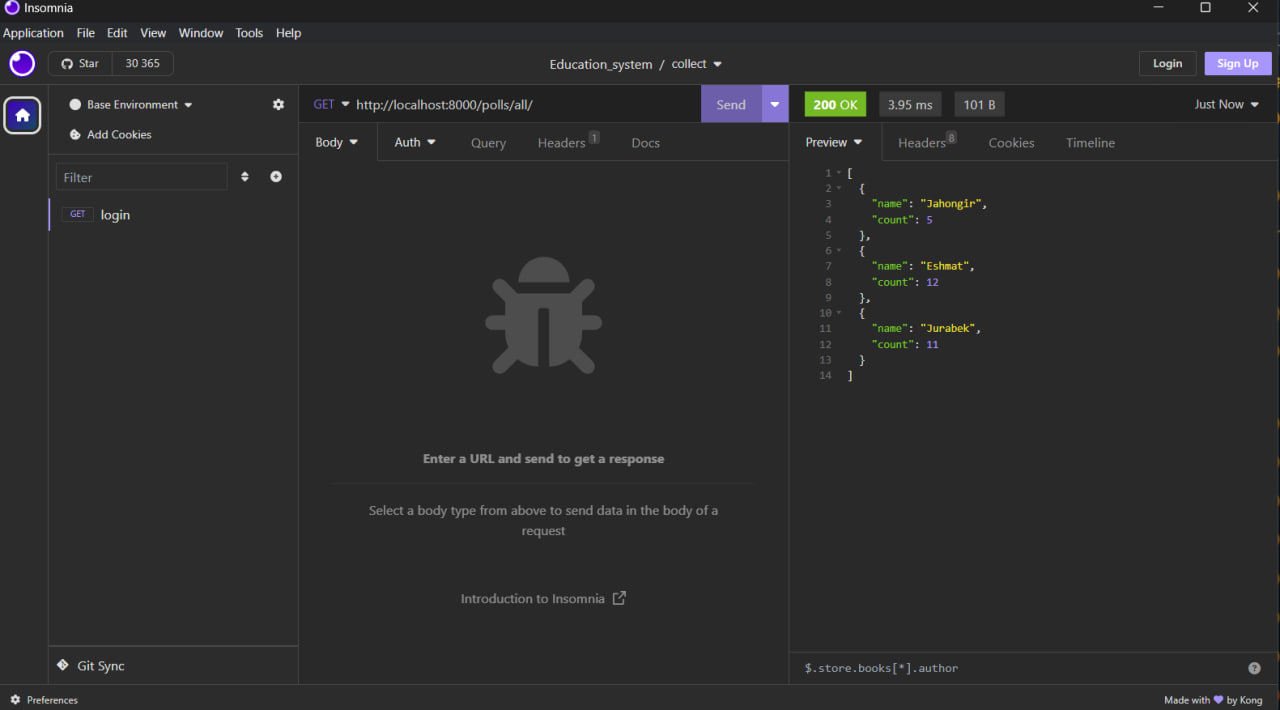 Insomnia
Application File Edit View Window Tools Help
Star 30 365
Education_system / collect
Login Sign Up
Base Environment
Add Cookies
Filter
GET login
Git Sync
GET http://localhost:8000/polls/all/ Send
Body Auth Query Headers 1 Docs
Enter a URL and send to get a response
Select a body type from above to send data in the body of a
request
Introduction to Insomnia
200 OK 3.95 ms 101 B Just Now
Preview Headers 8 Cookies Timeline
1 [
2 {
3 "name": "Jahongir",
4 "count": 5
5 },
6 {
7 "name": "Eshmat",
8 "count": 12
9 },
10 {
11 "name": "Jurabek",
12 "count": 11
13 }
14 ]
$.store.books[*].author ?
Preferences
Made with 💜 by Kong